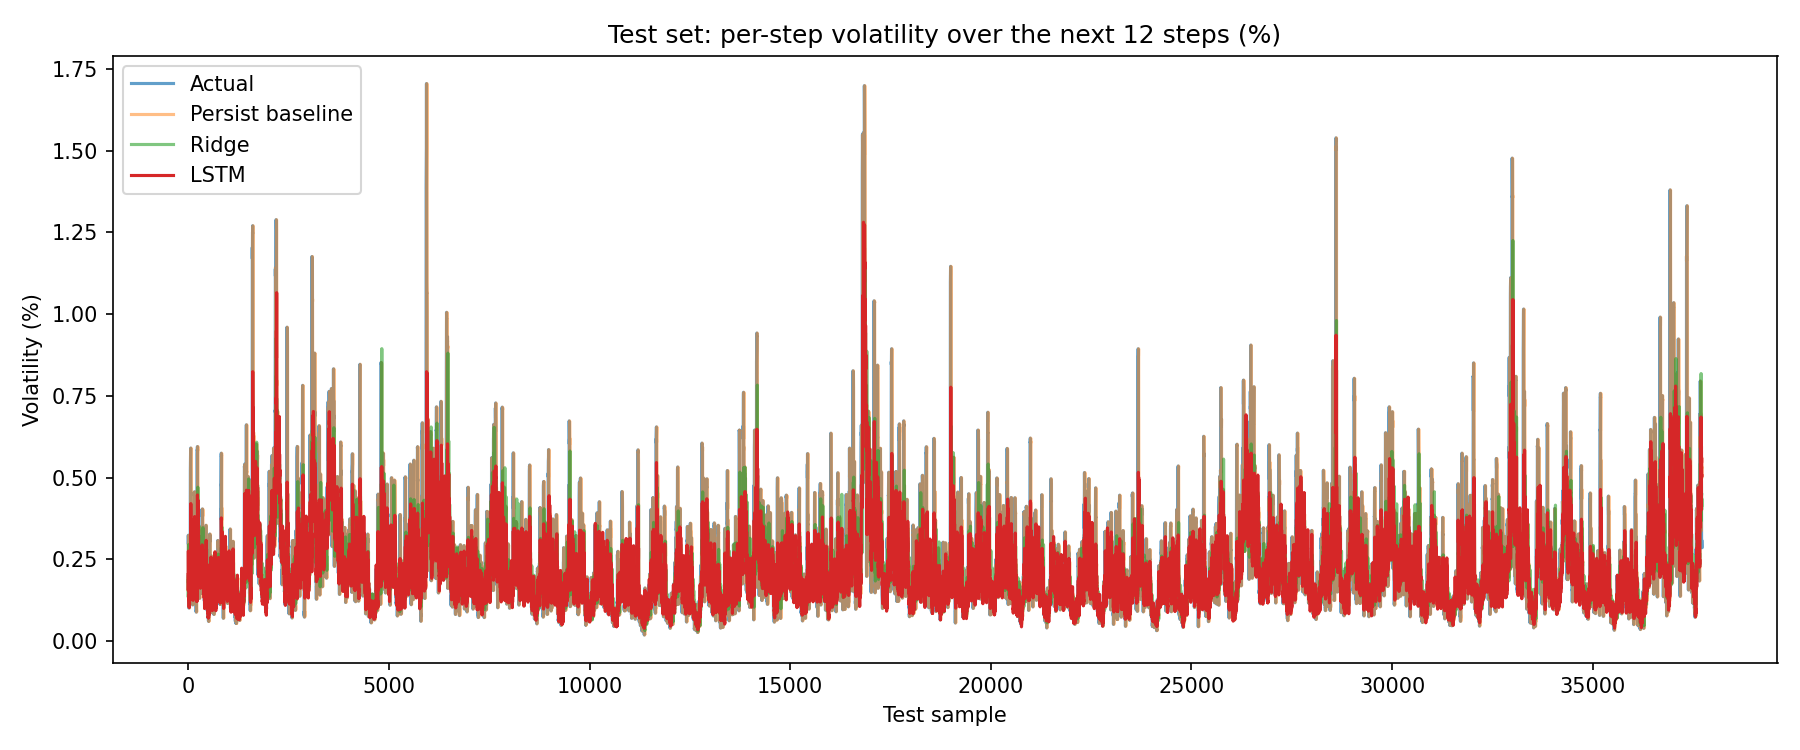 Test set: per-step volatility over the next 12 steps (%)
Actual
Persist baseline
Ridge
LSTM
Volatility (%)
1.75
1.50
1.25
1.00
0.75
0.50
0.25
0.00
0
5000
10000
15000
20000
25000
30000
35000
Test sample